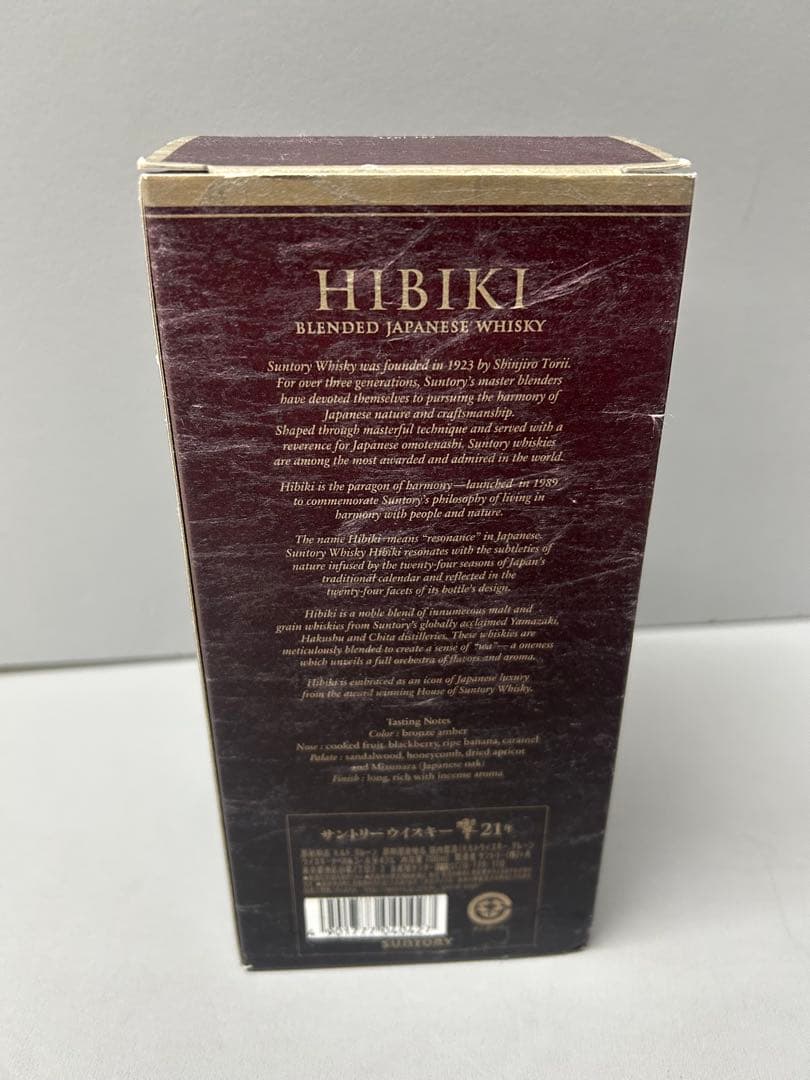 HIBIKI
BLENDED JAPANESE WHISKY
Suntory Whisky was founded in 1923 by Shinjiro Torii.
For over three generations, Suntory's master blenders
have devoted themselves to pursuing the harmony of
Japanese nature and craftsmanship.
Shaped through masterful technique and served with a
reverence for Japanese omotenashi, Suntory whiskies
are among the most awarded and admired in the world.
Hibiki is the paragon of harmony—launched in 1989
to commemorate Suntory's philosophy of living in
harmony with people and nature.
The name Hibiki means "resonance" in Japanese.
Suntory Whisky Hibiki resonates with the subtleties of
nature infused by the twenty-four seasons of Japan's
traditional calendar and reflected in the
twenty-four facets of its bottle's design.
Hibiki is a noble blend of innumerous malt and
grain whiskies from Suntory's globally acclaimed Yamazaki,
Hakushu and Chita distilleries. These whiskies are
meticulously blended to create a sense of "wa"— a oneness
which unveils a full orchestra of flavors and aroma.
Hibiki is embraced as an icon of Japanese luxury
from the award winning House of Suntory Whisky.
Tasting Notes
Color : bronze amber
Nose : cooked fruit, blackberry, ripe banana, caramel
Palate : sandalwood, honeycomb, dried apricot
and Mizunara (Japanese oak)
Finish : long, rich with incense aroma
サントリーウイスキー 響 21年
4 901777 040427
SUNTORY